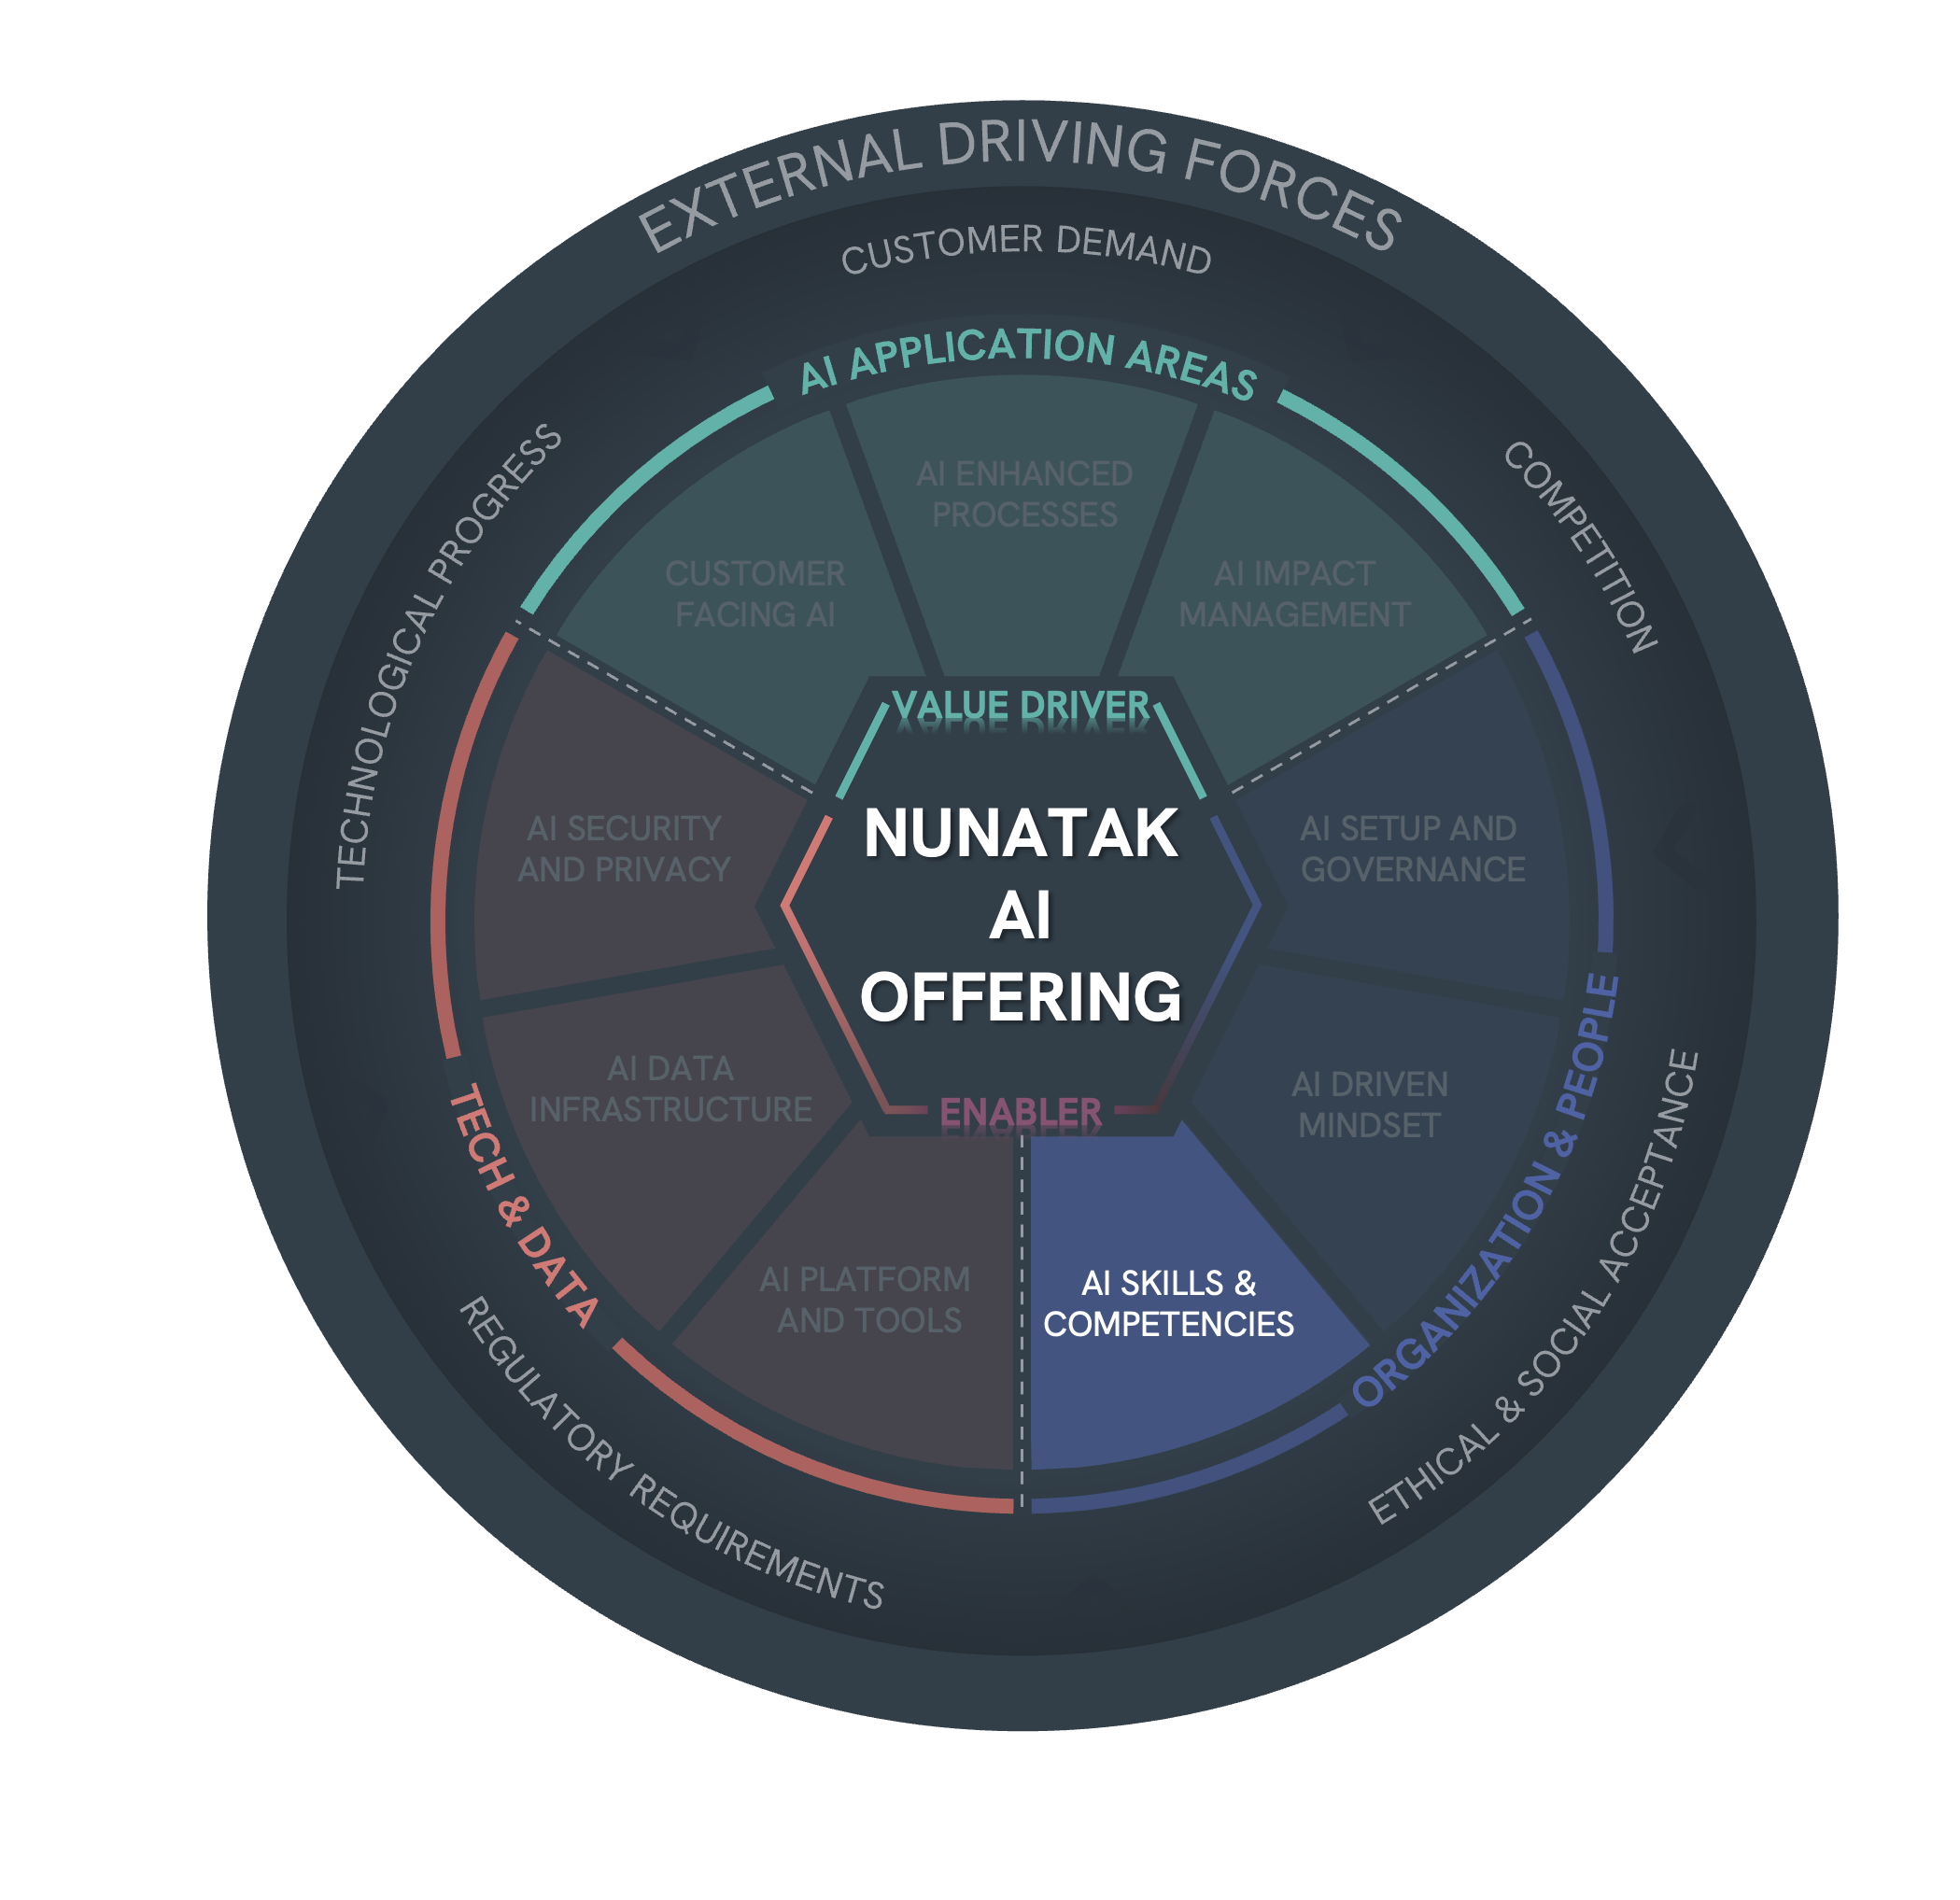 EXTERNAL DRIVING FORCES
CUSTOMER DEMAND
TECHNOLOGICAL PROGRESS
COMPETITION
AI APPLICATION AREAS
AI ENHANCED
PROCESSES
CUSTOMER
FACING AI
AI IMPACT
MANAGEMENT
VALUE DRIVER
NUNATAK
AI
OFFERING
ENABLER
AI SECURITY
AND PRIVACY
AI SETUP AND
GOVERNANCE
AI DATA
INFRASTRUCTURE
AI DRIVEN
MINDSET
AI PLATFORM
AND TOOLS
AI SKILLS &
COMPETENCIES
TECH & DATA
ORGANIZATION & PEOPLE
REGULATORY REQUIREMENTS
ETHICAL & SOCIAL ACCEPTANCE